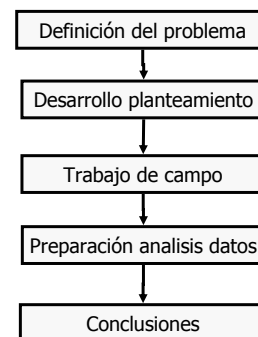 Definición del problema
Desarrollo planteamiento
Trabajo de campo
Preparación analisis datos
Conclusiones